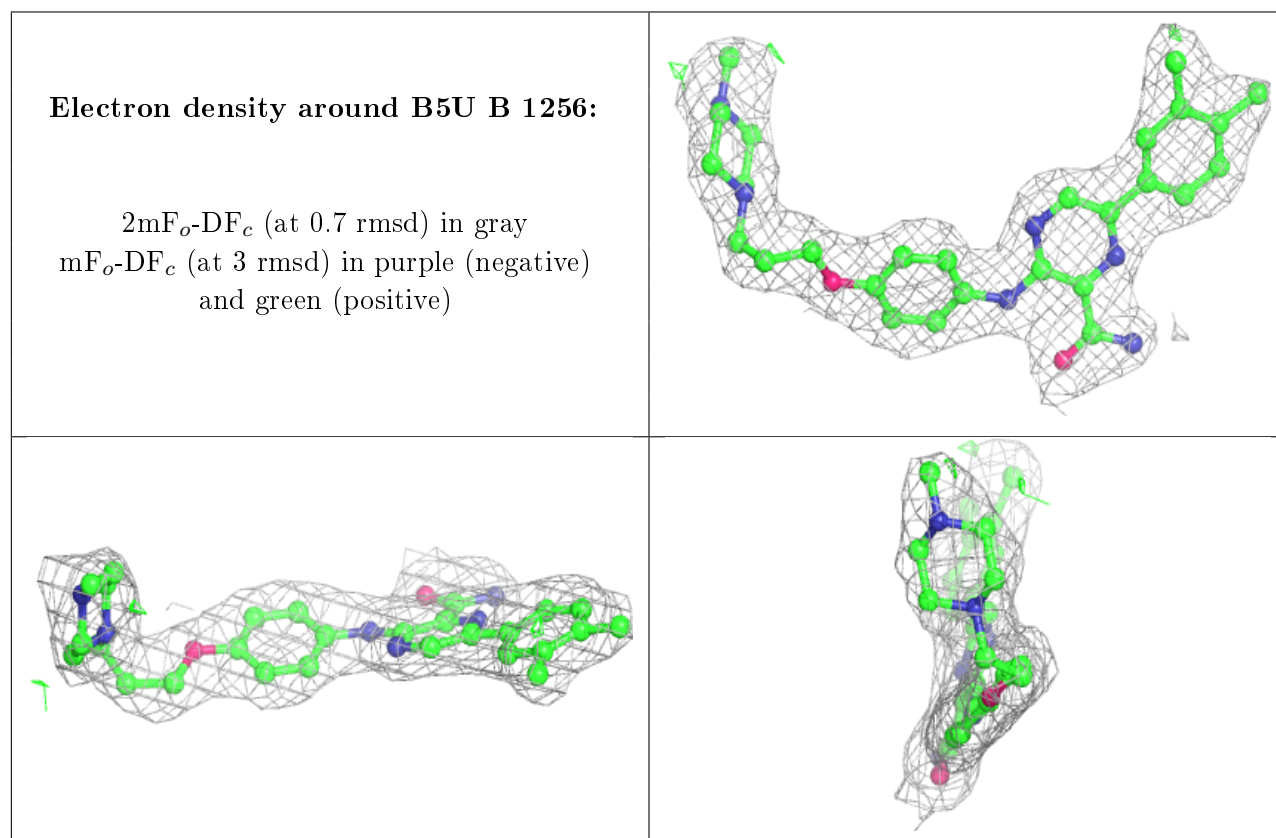 Electron density around B5U B 1256:
2mFₒ-DF𝒸 (at 0.7 rmsd) in gray
mFₒ-DF𝒸 (at 3 rmsd) in purple (negative)
and green (positive)